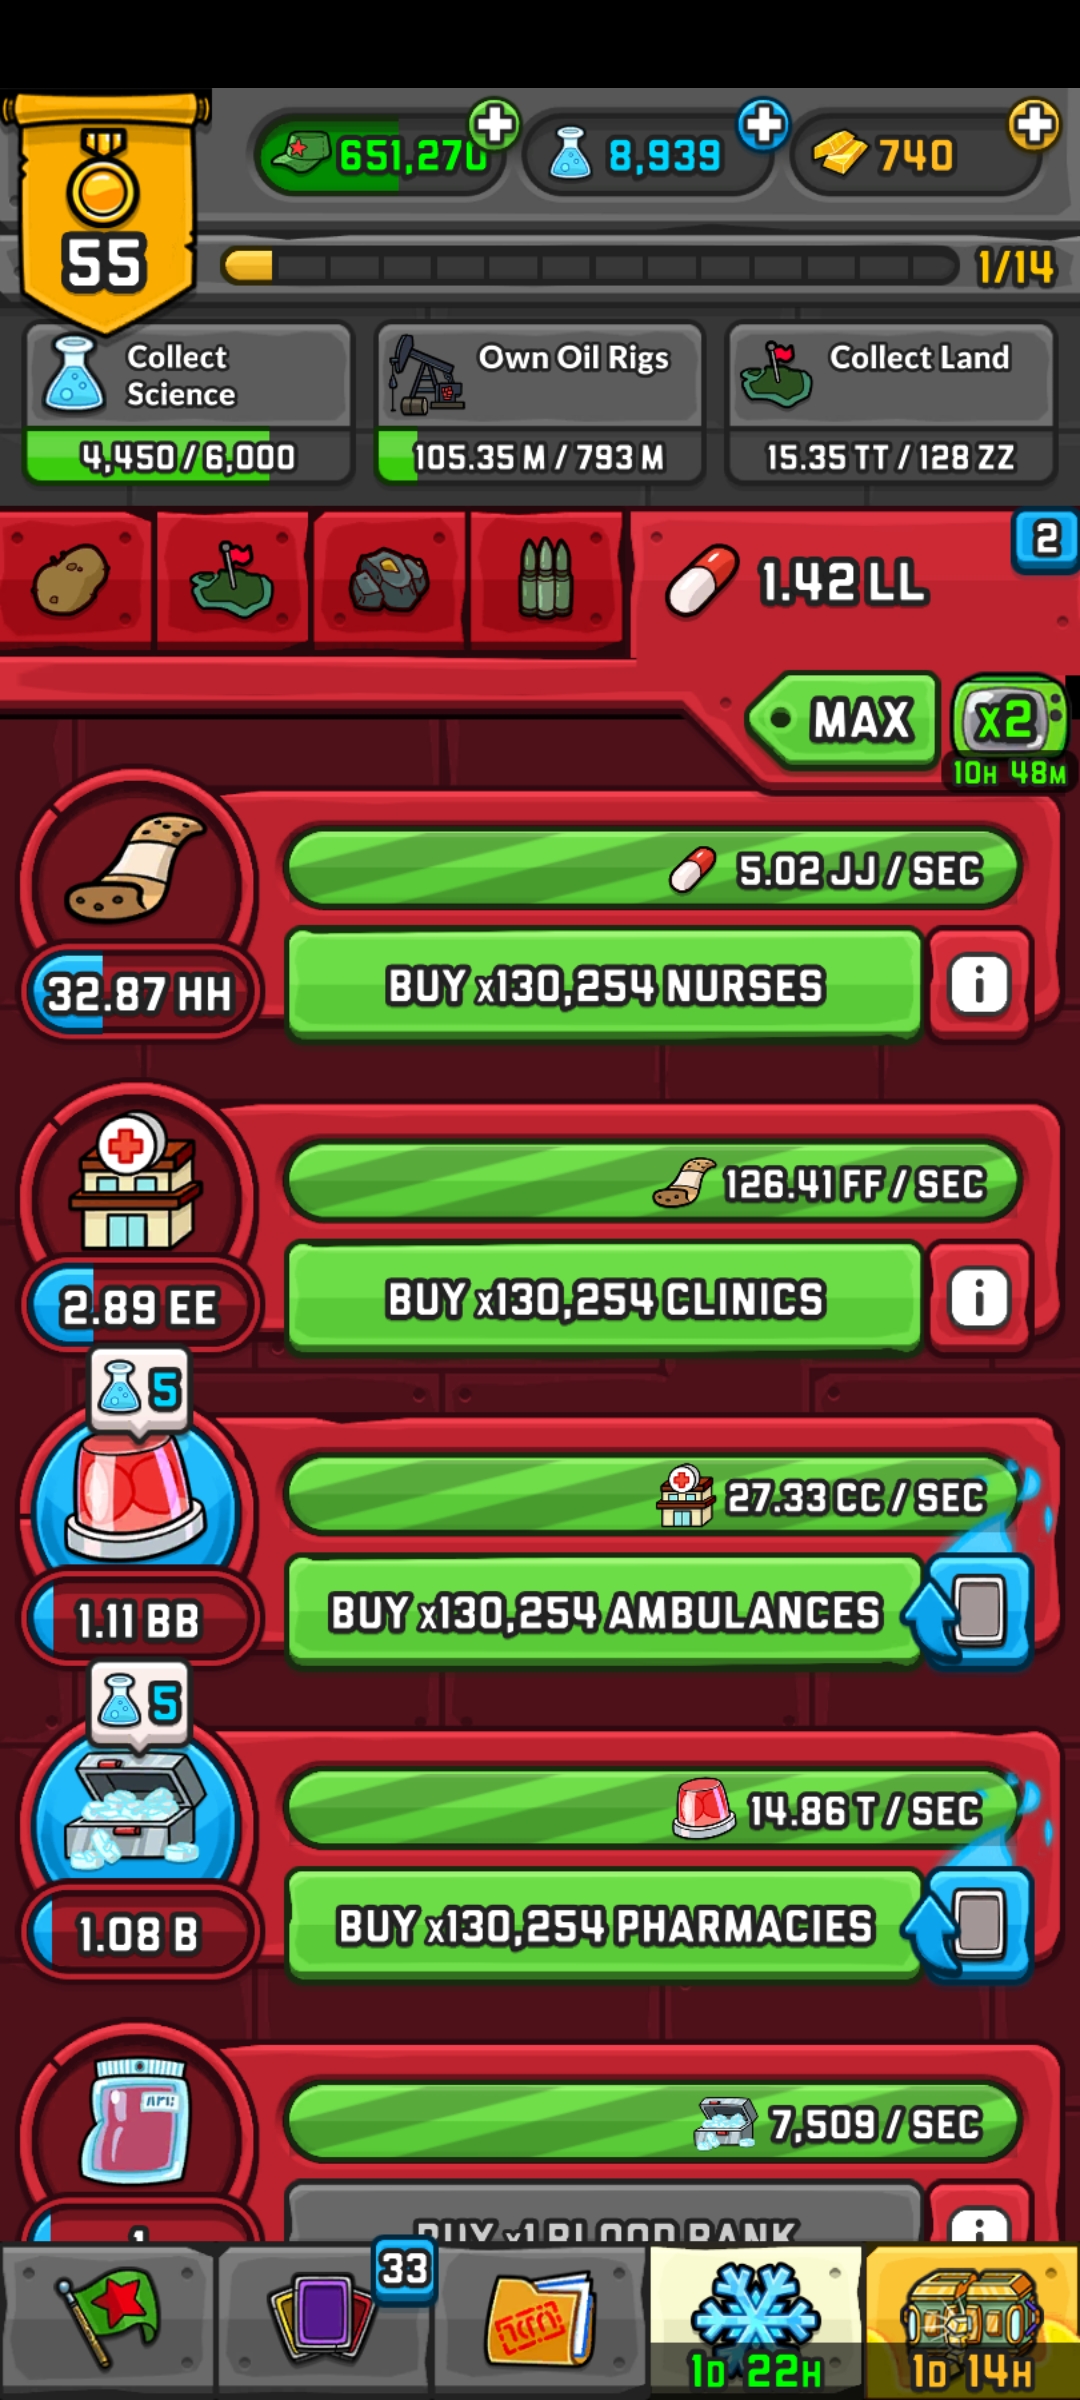 651,270
8,939
740
55
1/14
Collect
Science
4,450/6,000
Own Oil Rigs
105.35 M / 793 M
Collect Land
15.35 TT / 128 ZZ
1.42 LL
2
MAX
x2
10H 48M
5.02 JJ / SEC
32.87 HH
BUY x130,254 NURSES
i
126.41 FF / SEC
2.89 EE
BUY x130,254 CLINICS
i
5
27.33 CC / SEC
1.11 BB
BUY x130,254 AMBULANCES
5
14.86 T / SEC
1.08 B
BUY x130,254 PHARMACIES
7,509 / SEC
1
BUY x1 BLOOD BANK
i
33
1D 22H
1D 14H